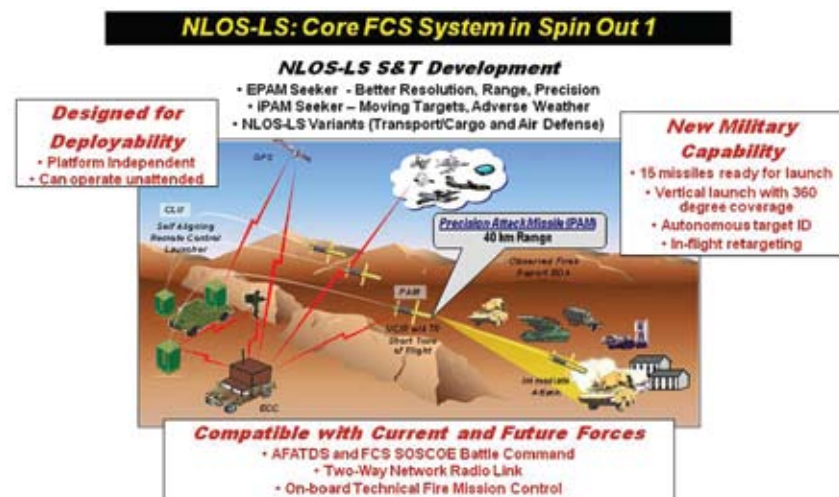 NLOS-LS: Core FCS System in Spin Out 1
NLOS-LS S&T Development
• EPAM Seeker - Better Resolution, Range, Precision
• iPAM Seeker – Moving Targets, Adverse Weather
• NLOS-LS Variants (Transport/Cargo and Air Defense)
Designed for
Deployability
• Platform Independent
• Can operate unattended
New Military
Capability
• 15 missiles ready for launch
• Vertical launch with 360
degree coverage
• Autonomous target ID
• In-flight retargeting
GPS
CLU
Self Aligning
Remote Control
Launcher
Precision Attack Missile (PAM)
40 km Range
Observed Fires
Report BDA
PAM
Short Time
of Flight
ECC
Compatible with Current and Future Forces
• AFATDS and FCS SOSCOE Battle Command
• Two-Way Network Radio Link
• On-board Technical Fire Mission Control